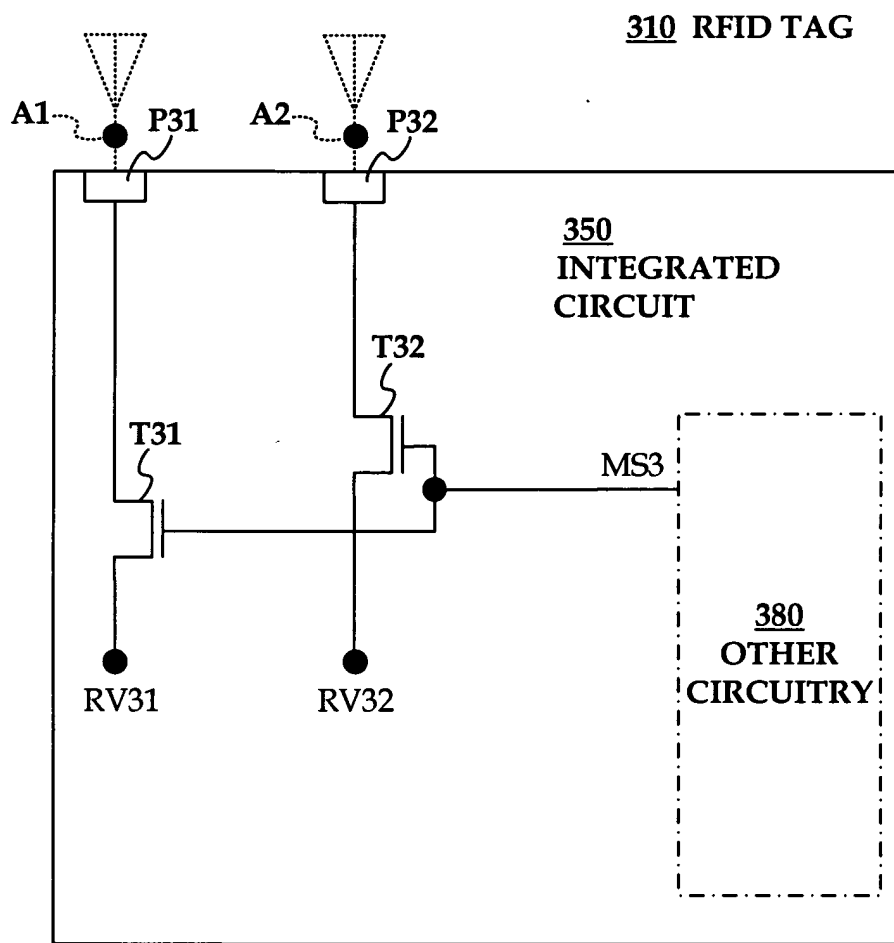 310 RFID TAG
A1
P31
A2
P32
350
INTEGRATED
CIRCUIT
T32
T31
MS3
380
OTHER
CIRCUITRY
RV31
RV32